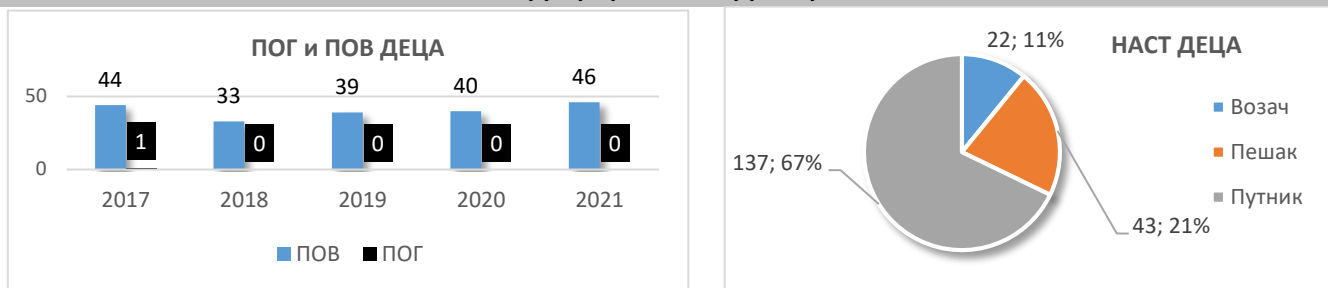 ПОГ и ПОВ ДЕЦА
44
33
39
40
46
50
1
0
0
0
0
0
2017
2018
2019
2020
2021
ПОВ
ПОГ
22; 11%
НАСТ ДЕЦА
Возач
137; 67%
Пешак
Путник
43; 21%